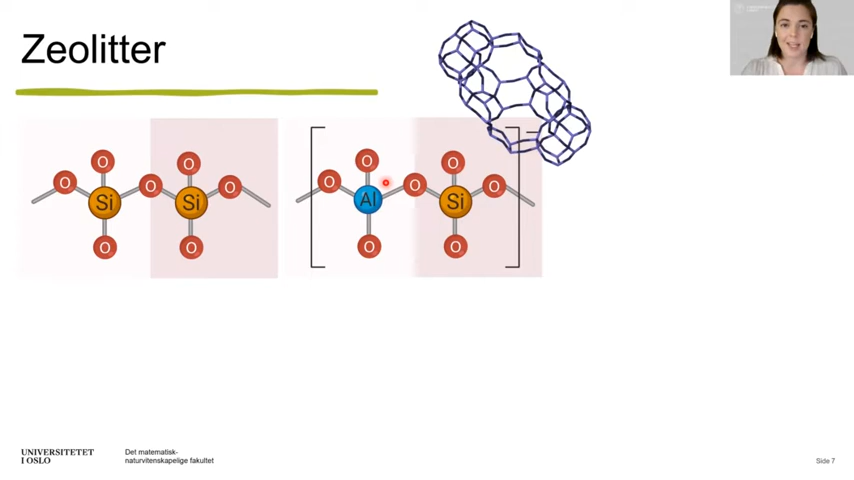 Zeolitter
O O O
O O O O
Si Si Al Si
O O O O
UNIVERSITETET
I OSLO
Det matematisk-
naturvitenskapelige fakultet
Side 7